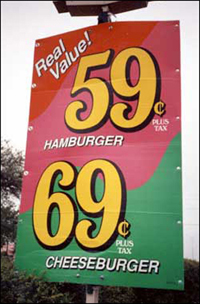 Real
Value!
59¢
PLUS
TAX
HAMBURGER
69¢
PLUS
TAX
CHEESEBURGER